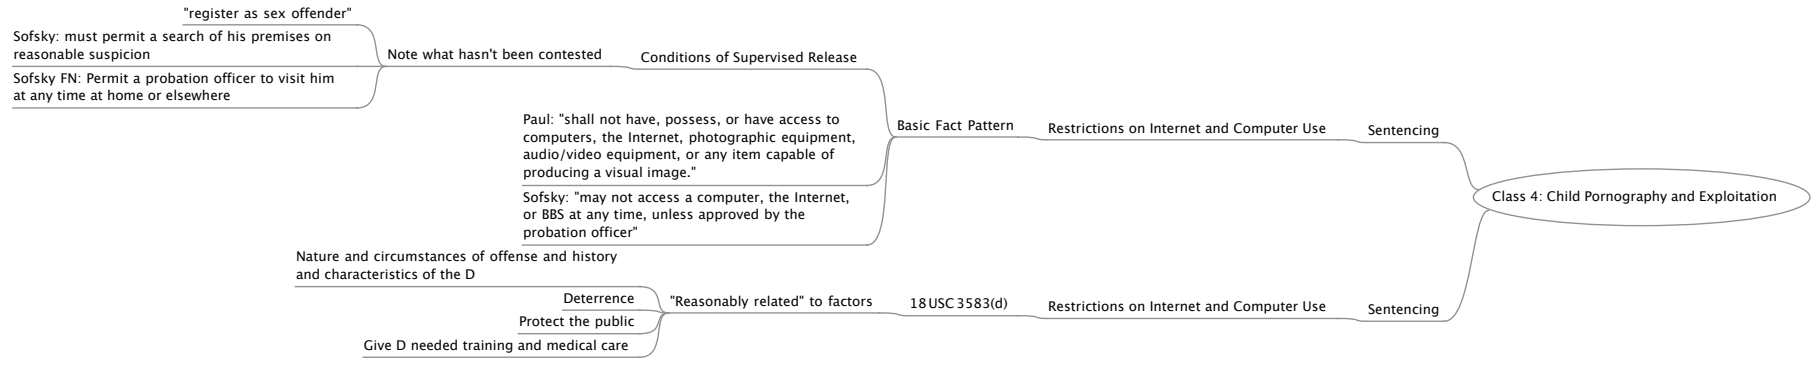 "register as sex offender"
Sofsky: must permit a search of his premises on
reasonable suspicion
Sofsky FN: Permit a probation officer to visit him
at any time at home or elsewhere
Note what hasn't been contested
Conditions of Supervised Release
Paul: "shall not have, possess, or have access to
computers, the Internet, photographic equipment,
audio/video equipment, or any item capable of
producing a visual image."
Sofsky: "may not access a computer, the Internet,
or BBS at any time, unless approved by the
probation officer"
Basic Fact Pattern
Restrictions on Internet and Computer Use
Sentencing
Class 4: Child Pornography and Exploitation
Nature and circumstances of offense and history
and characteristics of the D
Deterrence
Protect the public
Give D needed training and medical care
"Reasonably related" to factors
18 USC 3583(d)
Restrictions on Internet and Computer Use
Sentencing